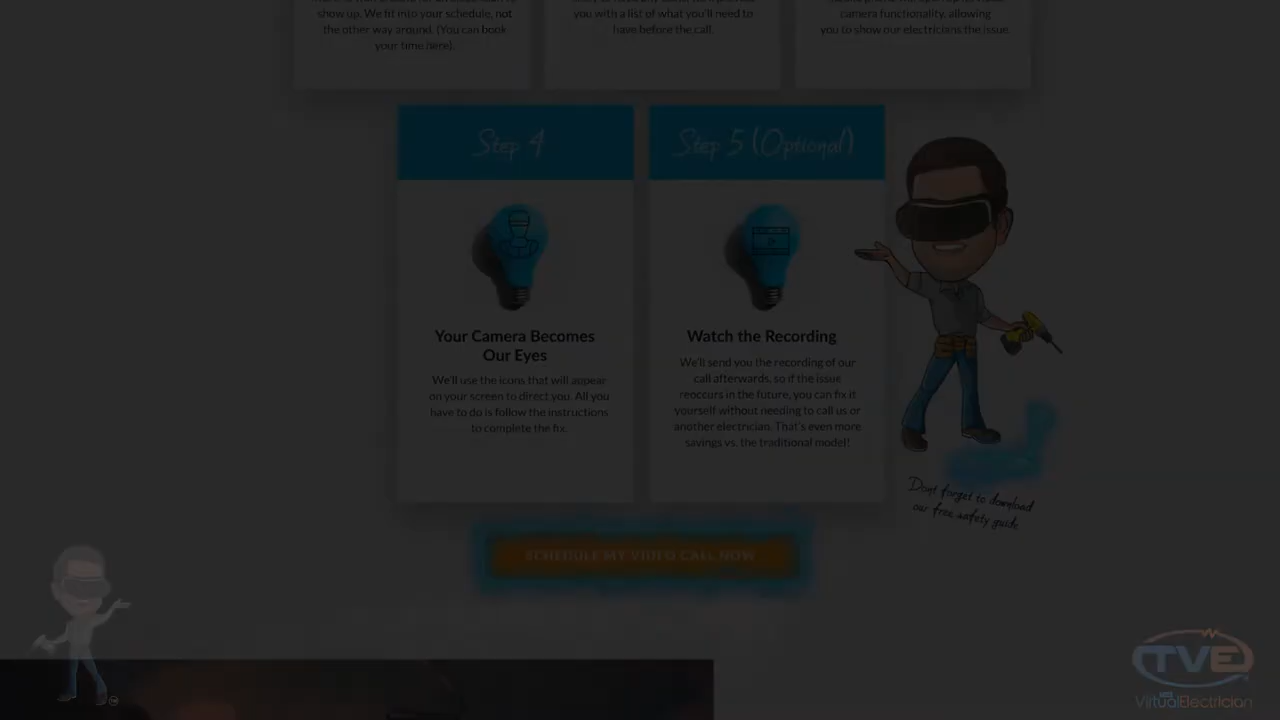 show up. We fit into your schedule, not
the other way around. (You can book
your time here).
you with a list of what you'll need to
have before the call.
camera functionality, allowing
you to show our electricians the issue.
Step 4
Step 5 (Optional)
Your Camera Becomes
Our Eyes
We'll use the icons that will appear
on your screen to direct you. All you
have to do is follow the instructions
to complete the fix.
Watch the Recording
We'll send you the recording of our
call afterwards, so if the issue
reoccurs in the future, you can fix it
yourself without needing to call us or
another electrician. That's even more
savings vs. the traditional model!
Dont forget to download
our free safety guide
SCHEDULE MY VIDEO CALL NOW
TVE
THE
VirtualElectrician